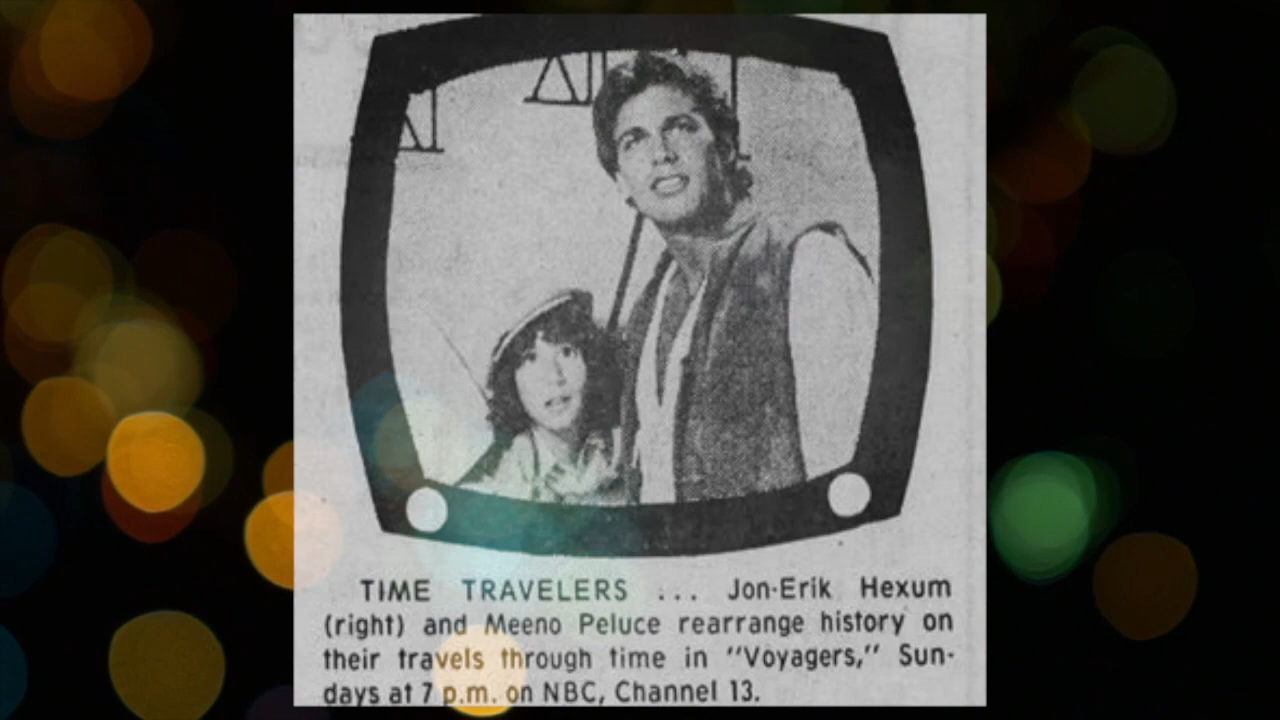 TIME TRAVELERS ... Jon-Erik Hexum
(right) and Meeno Peluce rearrange history on
their travels through time in "Voyagers," Sun-
days at 7 p.m. on NBC, Channel 13.